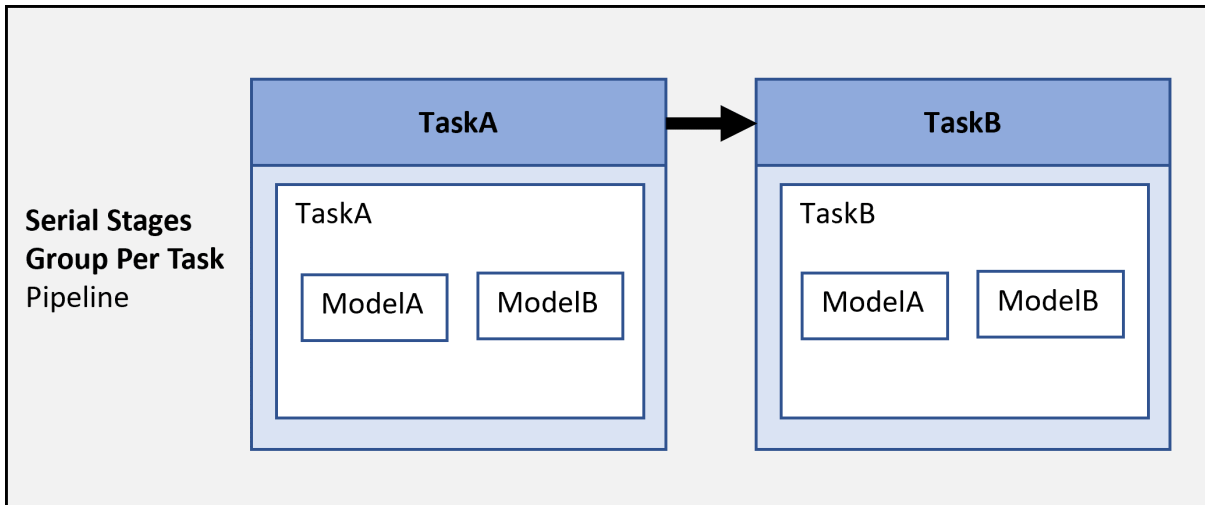 Serial Stages
Group Per Task
Pipeline
TaskA
TaskA
ModelA
ModelB
TaskB
TaskB
ModelA
ModelB